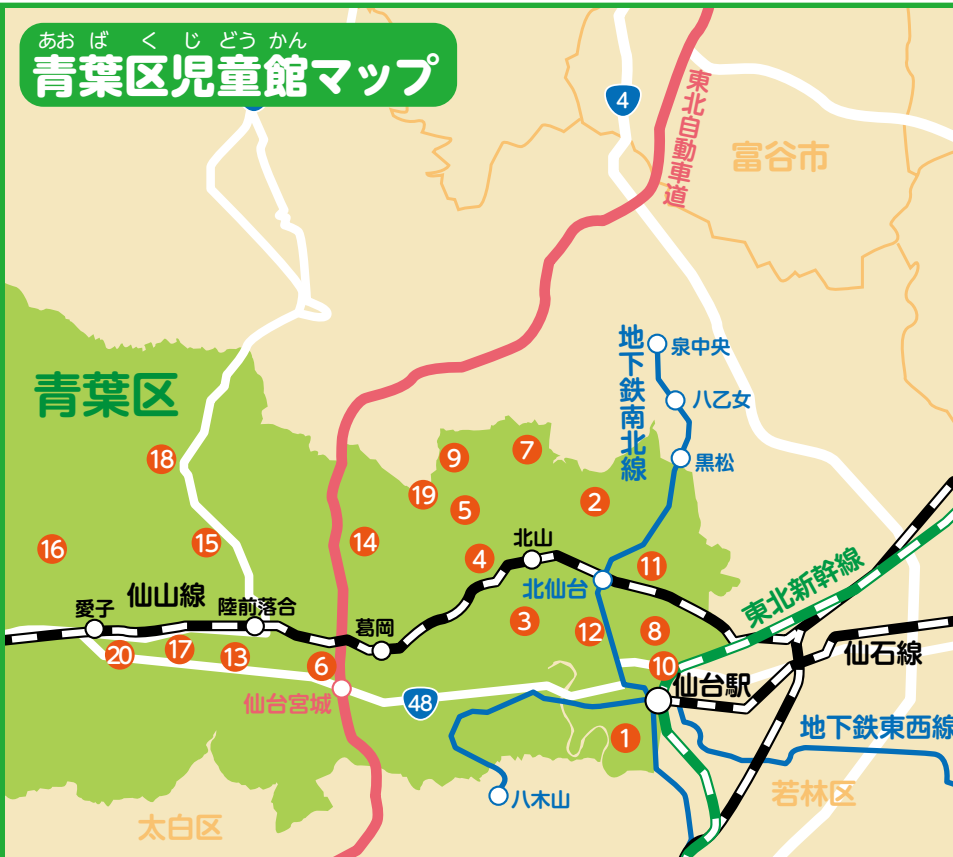 あおばくじどうかん
青葉区児童館マップ
4
東北自動車道
富谷市
地下鉄南北線
泉中央
八乙女
黒松
青葉区
18
9
7
19
5
2
16
15
14
4
北山
11
北仙台
東北新幹線
愛子
仙山線
陸前落合
葛岡
3
12
8
20
17
13
6
10
仙台駅
仙石線
仙台宮城
48
1
地下鉄東西線
八木山
若林区
太白区